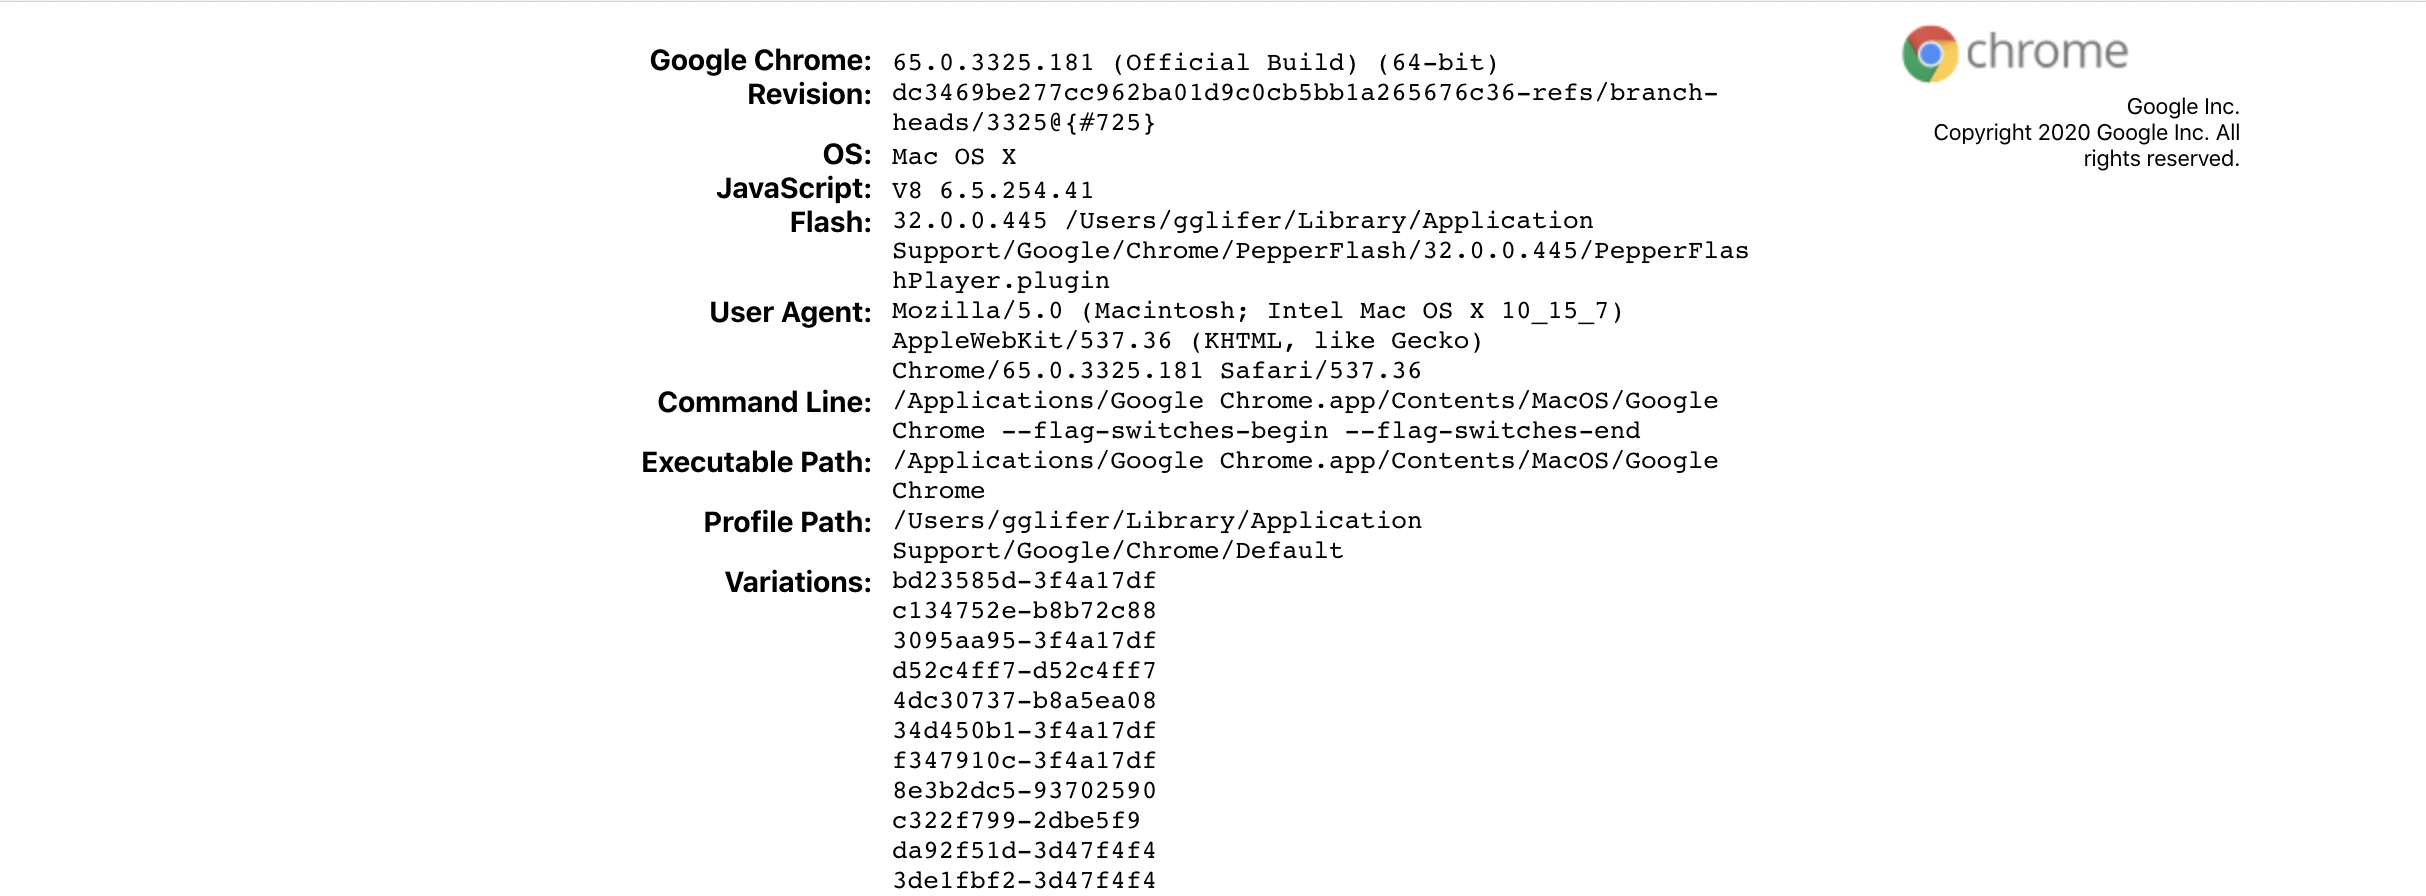 Google Chrome: 65.0.3325.181 (Official Build) (64-bit)
Revision: dc3469be277cc962ba01d9c0cb5bb1a265676c36-refs/branch-
heads/3325@{#725}
OS: Mac OS X
JavaScript: V8 6.5.254.41
Flash: 32.0.0.445 /Users/gglifer/Library/Application
Support/Google/Chrome/PepperFlash/32.0.0.445/PepperFlas
hPlayer.plugin
User Agent: Mozilla/5.0 (Macintosh; Intel Mac OS X 10_15_7)
AppleWebKit/537.36 (KHTML, like Gecko)
Chrome/65.0.3325.181 Safari/537.36
Command Line: /Applications/Google Chrome.app/Contents/MacOS/Google
Chrome --flag-switches-begin --flag-switches-end
Executable Path: /Applications/Google Chrome.app/Contents/MacOS/Google
Chrome
Profile Path: /Users/gglifer/Library/Application
Support/Google/Chrome/Default
Variations: bd23585d-3f4a17df
c134752e-b8b72c88
3095aa95-3f4a17df
d52c4ff7-d52c4ff7
4dc30737-b8a5ea08
34d450b1-3f4a17df
f347910c-3f4a17df
8e3b2dc5-93702590
c322f799-2dbe5f9
da92f51d-3d47f4f4
3de1fbf2-3d47f4f4
chrome
Google Inc.
Copyright 2020 Google Inc. All
rights reserved.